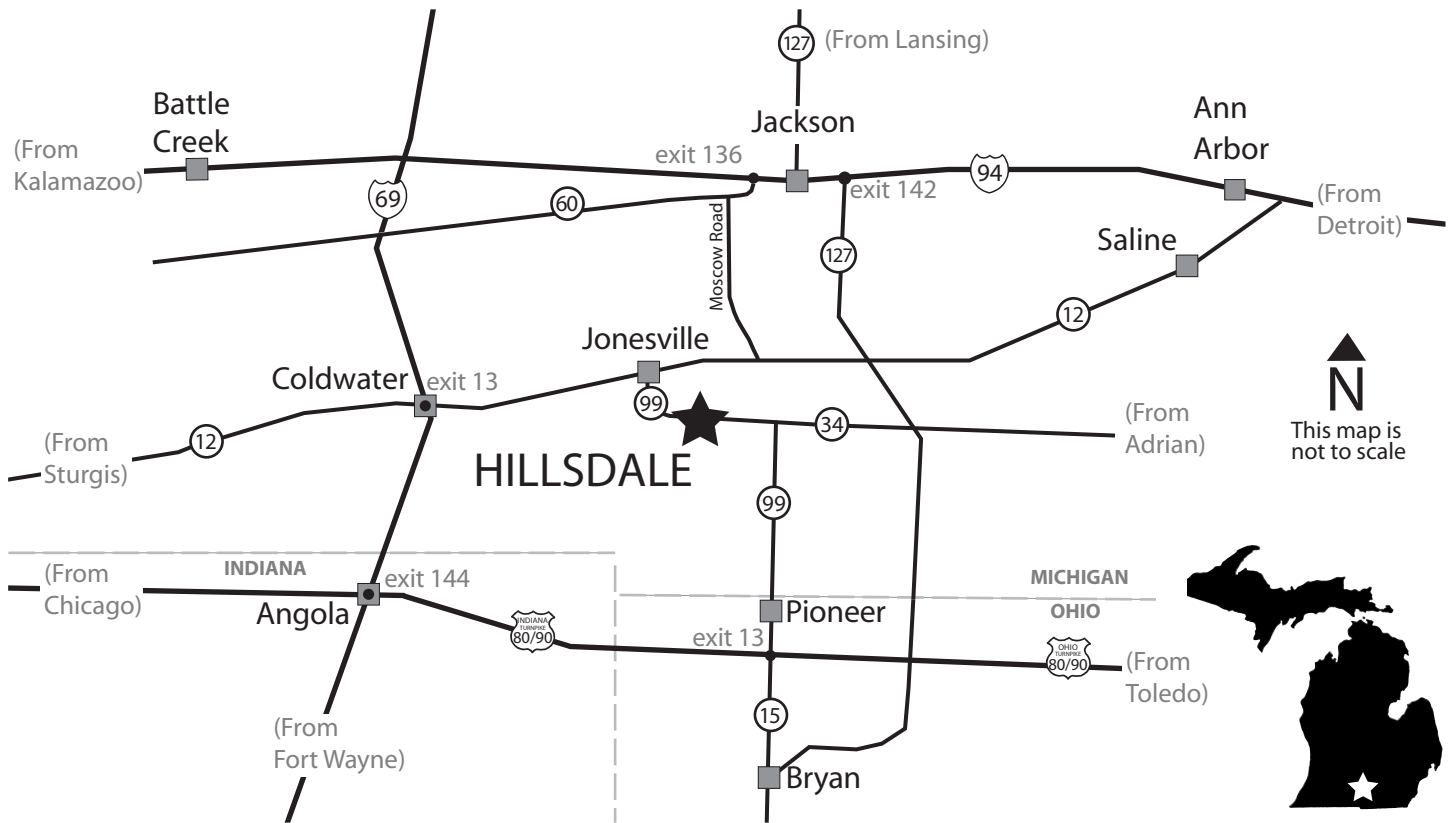 127
(From Lansing)
Battle
Creek
Jackson
Ann
Arbor
(From
Kalamazoo)
exit 136
94
exit 142
69
60
(From
Detroit)
Moscow Road
127
Saline
12
Jonesville
Coldwater
exit 13
99
34
(From
Adrian)
N
This map is
not to scale
(From
Sturgis)
12
HILLSDALE
99
INDIANA
(From
Chicago)
exit 144
Angola
MICHIGAN
OHIO
Pioneer
INDIANA
TURNPIKE
80/90
exit 13
OHIO
TURNPIKE
80/90
(From
Toledo)
15
(From
Fort Wayne)
Bryan